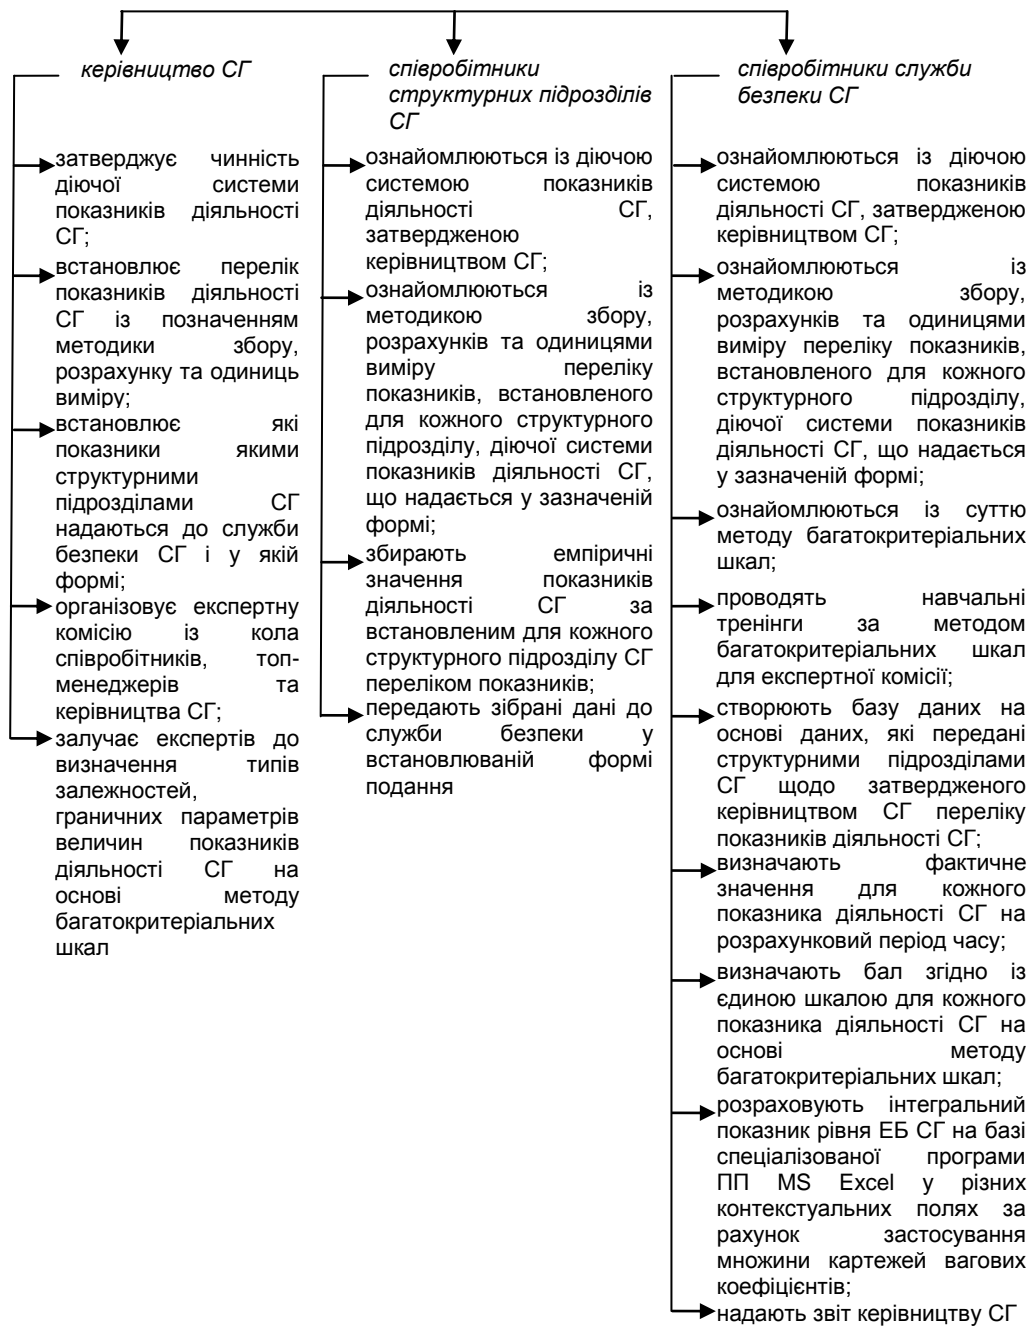 керівництво СГ
затверджує чинність
діючої системи
показників діяльності
СГ;
встановлює перелік
показників діяльності
СГ із позначенням
методики збору,
розрахунку та одиниць
виміру;
встановлює які
показники якими
структурними
підрозділами СГ
надаються до служби
безпеки СГ і у якій
формі;
організовує експертну
комісію із кола
співробітників, топ-
менеджерів та
керівництва СГ;
залучає експертів до
визначення типів
залежностей,
граничних параметрів
величин показників
діяльності СГ на
основі методу
багатокритеріальних
шкал
співробітники
структурних підрозділів
СГ
ознайомлюються із діючою
системою показників
діяльності СГ,
затвердженою
керівництвом СГ;
ознайомлюються із
методикою збору,
розрахунків та одиницями
виміру переліку
показників, встановленого
для кожного структурного
підрозділу, діючої системи
показників діяльності СГ,
що надається у зазначеній
формі;
збирають емпіричні
значення показників
діяльності СГ за
встановленим для кожного
структурного підрозділу СГ
переліком показників;
передають зібрані дані до
служби безпеки у
встановлюваній формі
подання
співробітники служби
безпеки СГ
ознайомлюються із діючою
системою показників
діяльності СГ, затвердженою
керівництвом СГ;
ознайомлюються із
методикою збору,
розрахунків та одиницями
виміру переліку показників,
встановленого для кожного
структурного підрозділу,
діючої системи показників
діяльності СГ, що надається
у зазначеній формі;
ознайомлюються із суттю
методу багатокритеріальних
шкал;
проводять навчальні
тренінги за методом
багатокритеріальних шкал
для експертної комісії;
створюють базу даних на
основі даних, які передані
структурними підрозділами
СГ щодо затвердженого
керівництвом СГ переліку
показників діяльності СГ;
визначають фактичне
значення для кожного
показника діяльності СГ на
розрахунковий період часу;
визначають бал згідно із
єдиною шкалою для кожного
показника діяльності СГ на
основі методу
багатокритеріальних шкал;
розраховують інтегральний
показник рівня ЕБ СГ на базі
спеціалізованої програми
ПП MS Excel у різних
контекстуальних полях за
рахунок застосування
множини картежей вагових
коефіцієнтів;
надають звіт керівництву СГ